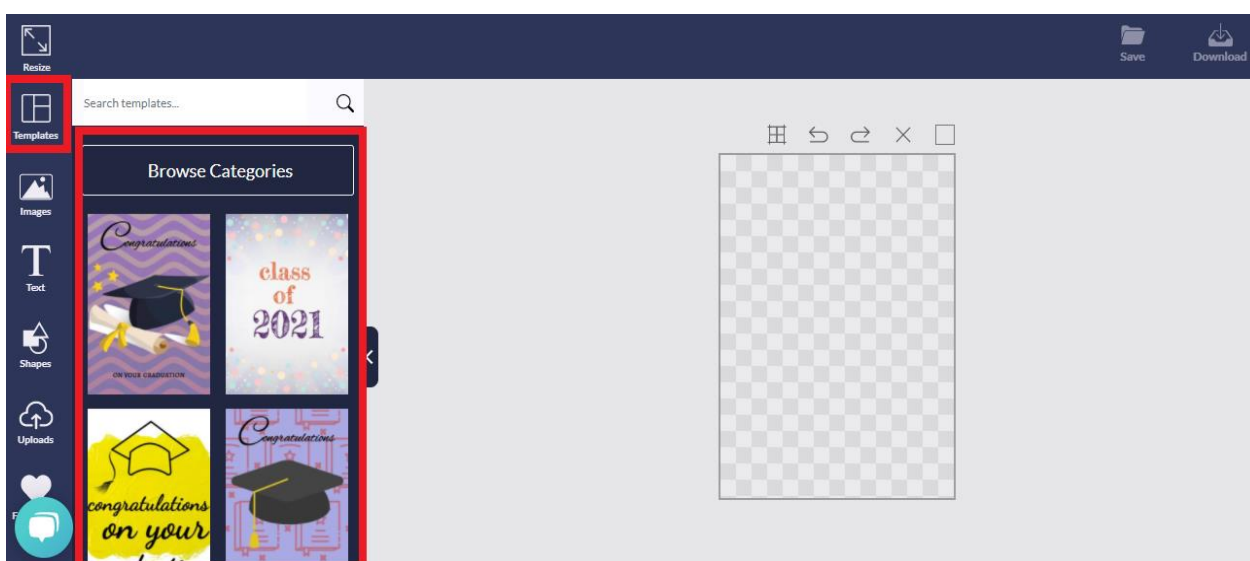 Resize
Save
Download
Templates
Search templates...
Browse Categories
Images
Text
Shapes
Uploads
F
Congratulations
ON YOUR GRADUATION
class
of
2021
congratulations
on your
Congratulations